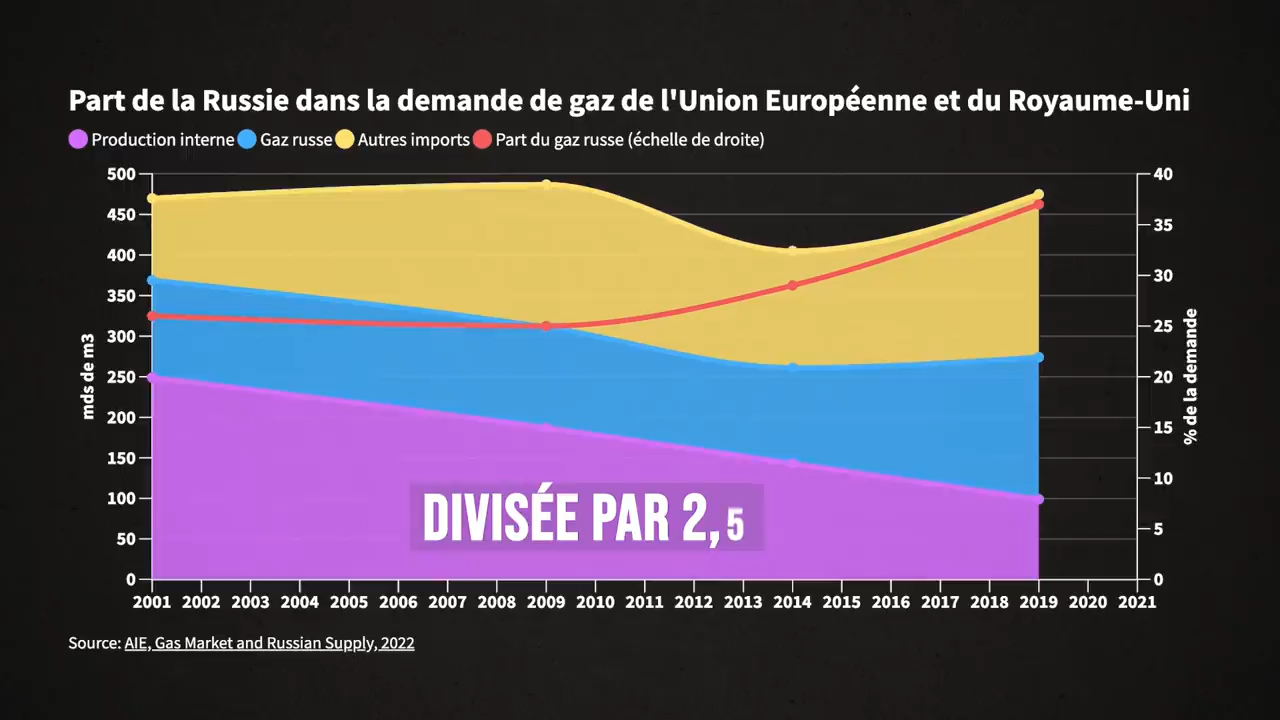 Part de la Russie dans la demande de gaz de l'Union Européenne et du Royaume-Uni
Production interne Gaz russe Autres imports Part du gaz russe (échelle de droite)
500
450
400
350
300
250
200
150
100
50
0
mds de m3
40
35
30
25
20
15
10
5
0
% de la demande
DIVISÉE PAR 2,5
2001 2002 2003 2004 2005 2006 2007 2008 2009 2010 2011 2012 2013 2014 2015 2016 2017 2018 2019 2020 2021
Source: AIE, Gas Market and Russian Supply, 2022